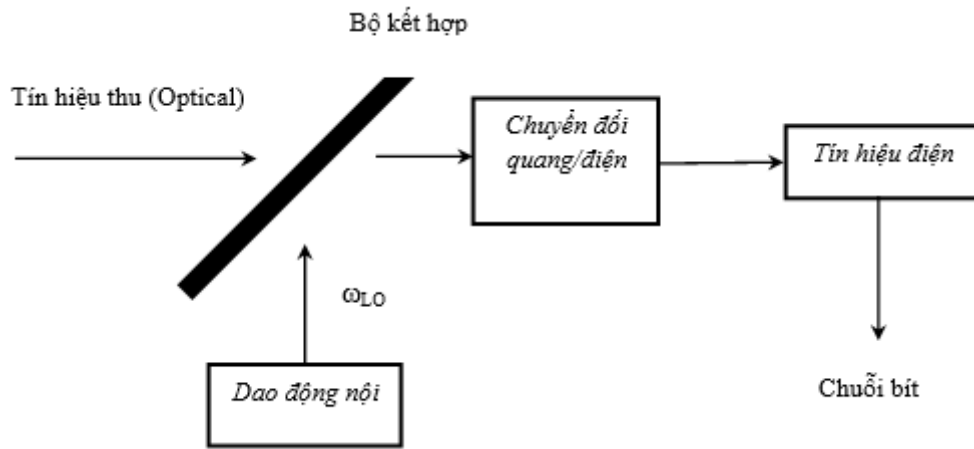 Bộ kết hợp
Tín hiệu thu (Optical)
Chuyển đổi
quang/điện
Tín hiệu điện
ωLO
Dao động nội
Chuỗi bít